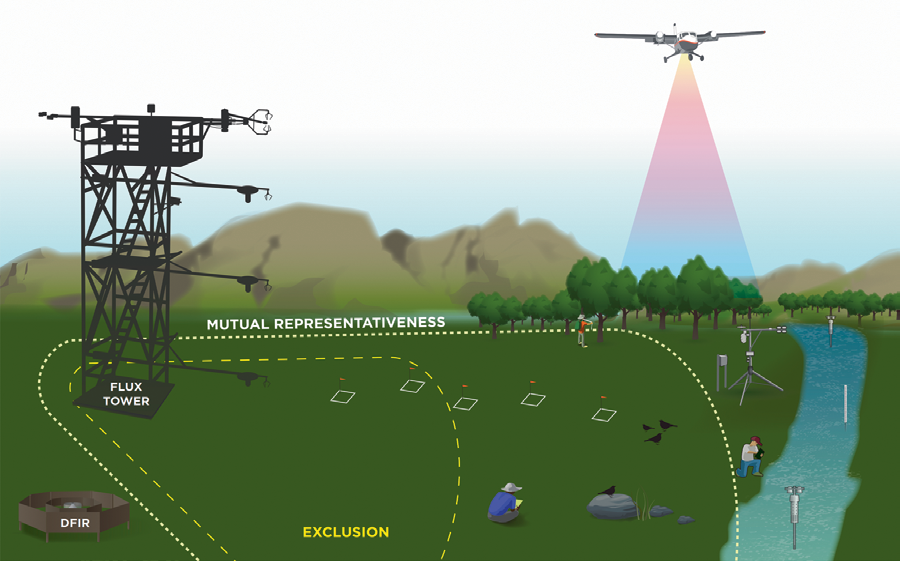 MUTUAL REPRESENTATIVENESS
FLUX
TOWER
DFIR
EXCLUSION